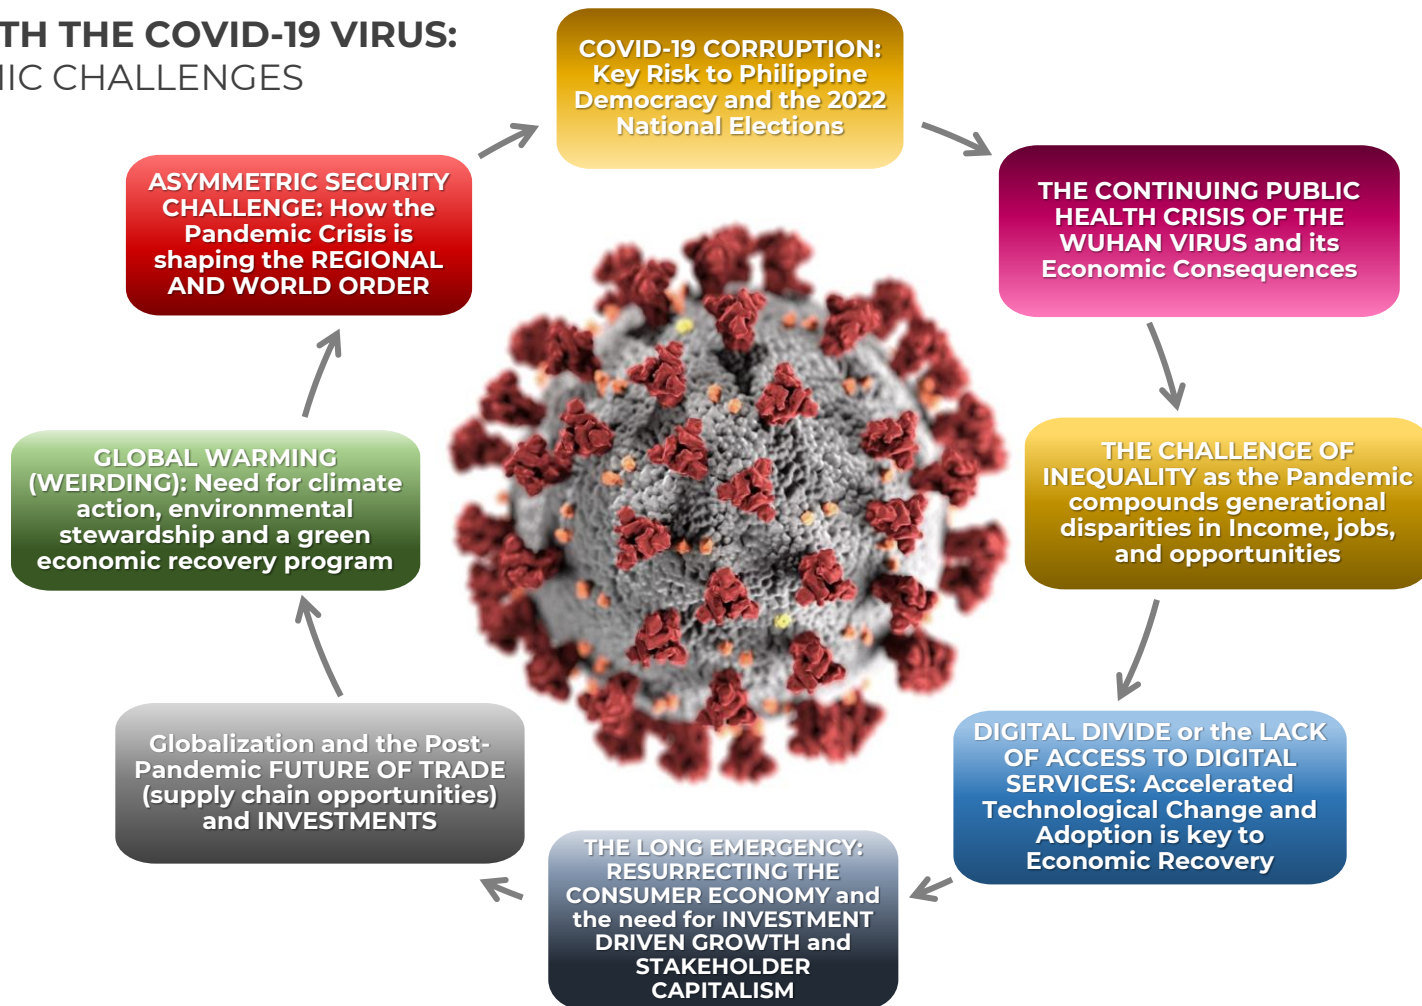 TH THE COVID-19 VIRUS:
MIC CHALLENGES
COVID-19 CORRUPTION:
Key Risk to Philippine
Democracy and the 2022
National Elections
THE CONTINUING PUBLIC
HEALTH CRISIS OF THE
WUHAN VIRUS and its
Economic Consequences
THE CHALLENGE OF
INEQUALITY as the Pandemic
compounds generational
disparities in Income, jobs,
and opportunities
DIGITAL DIVIDE or the LACK
OF ACCESS TO DIGITAL
SERVICES: Accelerated
Technological Change and
Adoption is key to
Economic Recovery
THE LONG EMERGENCY:
RESURRECTING THE
CONSUMER ECONOMY and
the need for INVESTMENT
DRIVEN GROWTH and
STAKEHOLDER
CAPITALISM
Globalization and the Post-
Pandemic FUTURE OF TRADE
(supply chain opportunities)
and INVESTMENTS
GLOBAL WARMING
(WEIRDING): Need for climate
action, environmental
stewardship and a green
economic recovery program
ASYMMETRIC SECURITY
CHALLENGE: How the
Pandemic Crisis is
shaping the REGIONAL
AND WORLD ORDER